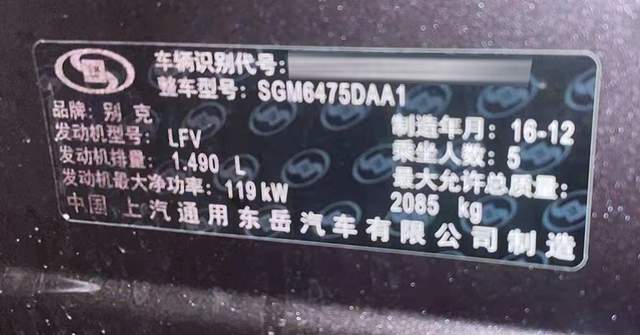 车辆识别代号:
整车型号: SGM6475DAA1
品牌: 别克
制造年月: 16-12
发动机型号: LFV
乘坐人数: 5
发动机排量: 1.490 L
最大允许总质量:
发动机最大净功率: 119 kW
2085 kg
中国 上汽通用东岳汽车有限公司制造